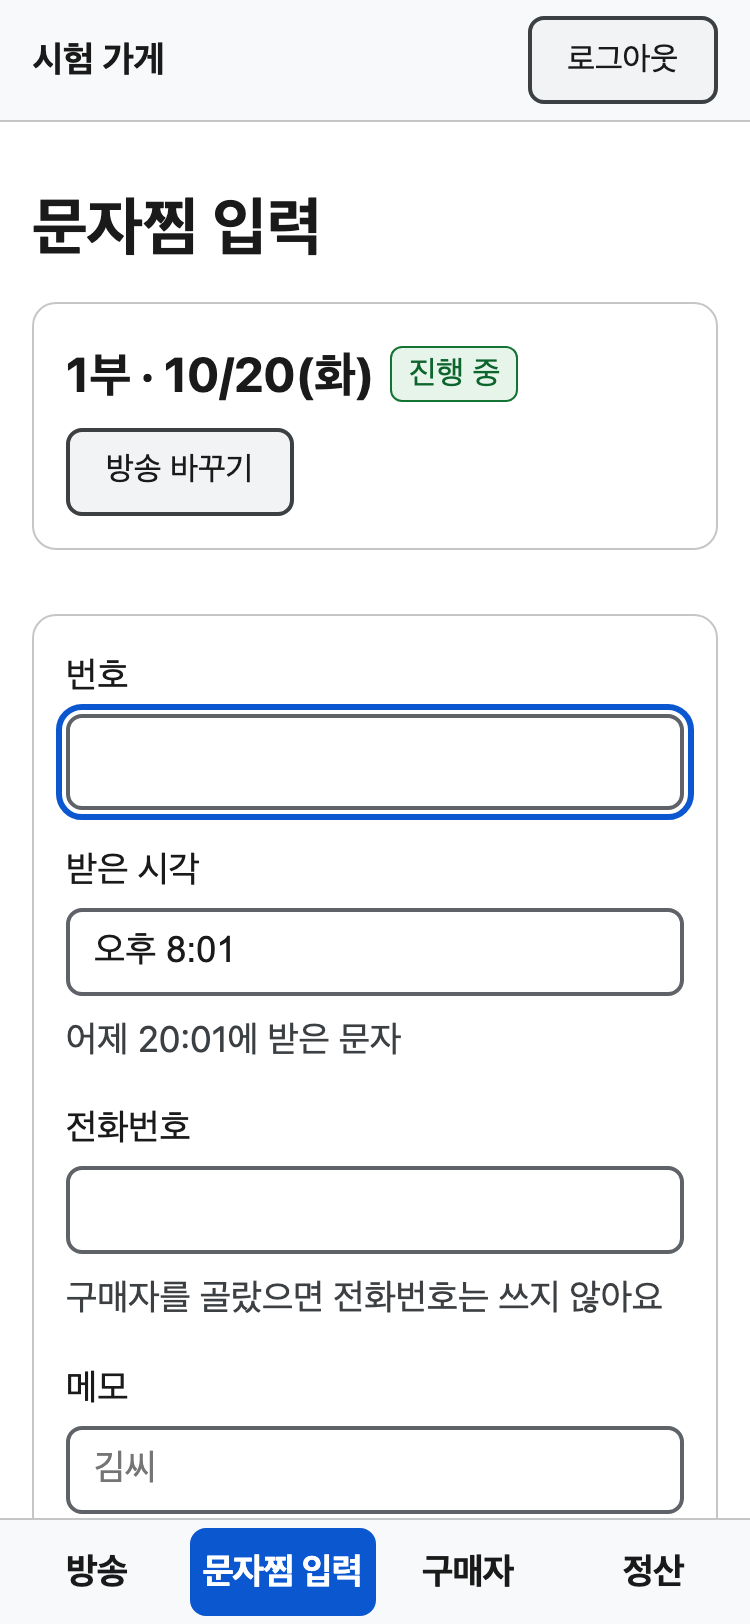 시험 가게
로그아웃
문자찜 입력
1부 · 10/20(화) 진행 중
방송 바꾸기
번호
받은 시각
오후 8:01
어제 20:01에 받은 문자
전화번호
구매자를 골랐으면 전화번호는 쓰지 않아요
메모
김씨
방송 문자찜 입력 구매자 정산